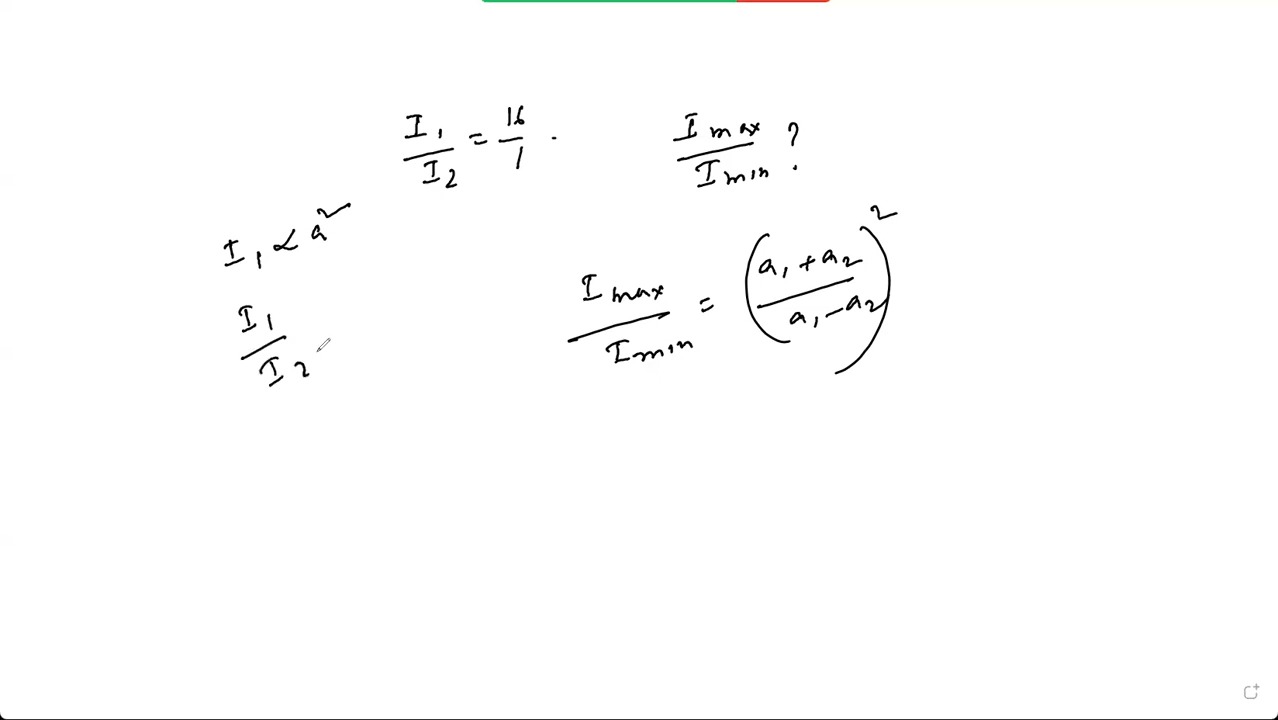 I₁/I₂ = 16/1 .
Imax/Imin ?
I₁ ∝ a²
Imax/Imin = ((a₁ + a₂)/(a₁ - a₂))²
I₁/I₂